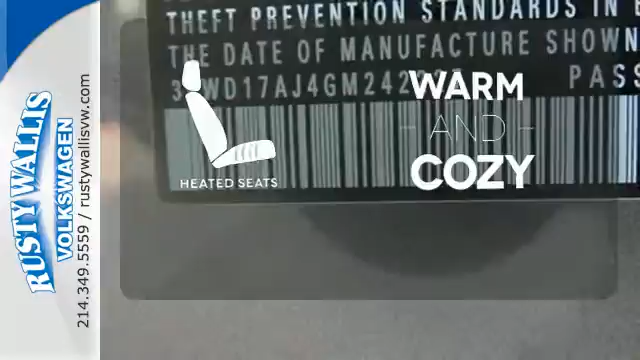 THEFT PREVENTION STANDARDS IN E
THE DATE OF MANUFACTURE SHOWN
PASS
WARM
AND
COZY
HEATED SEATS
RUSTY WALLIS
VOLKSWAGEN
214.349.5559 / rustywallisvw.com